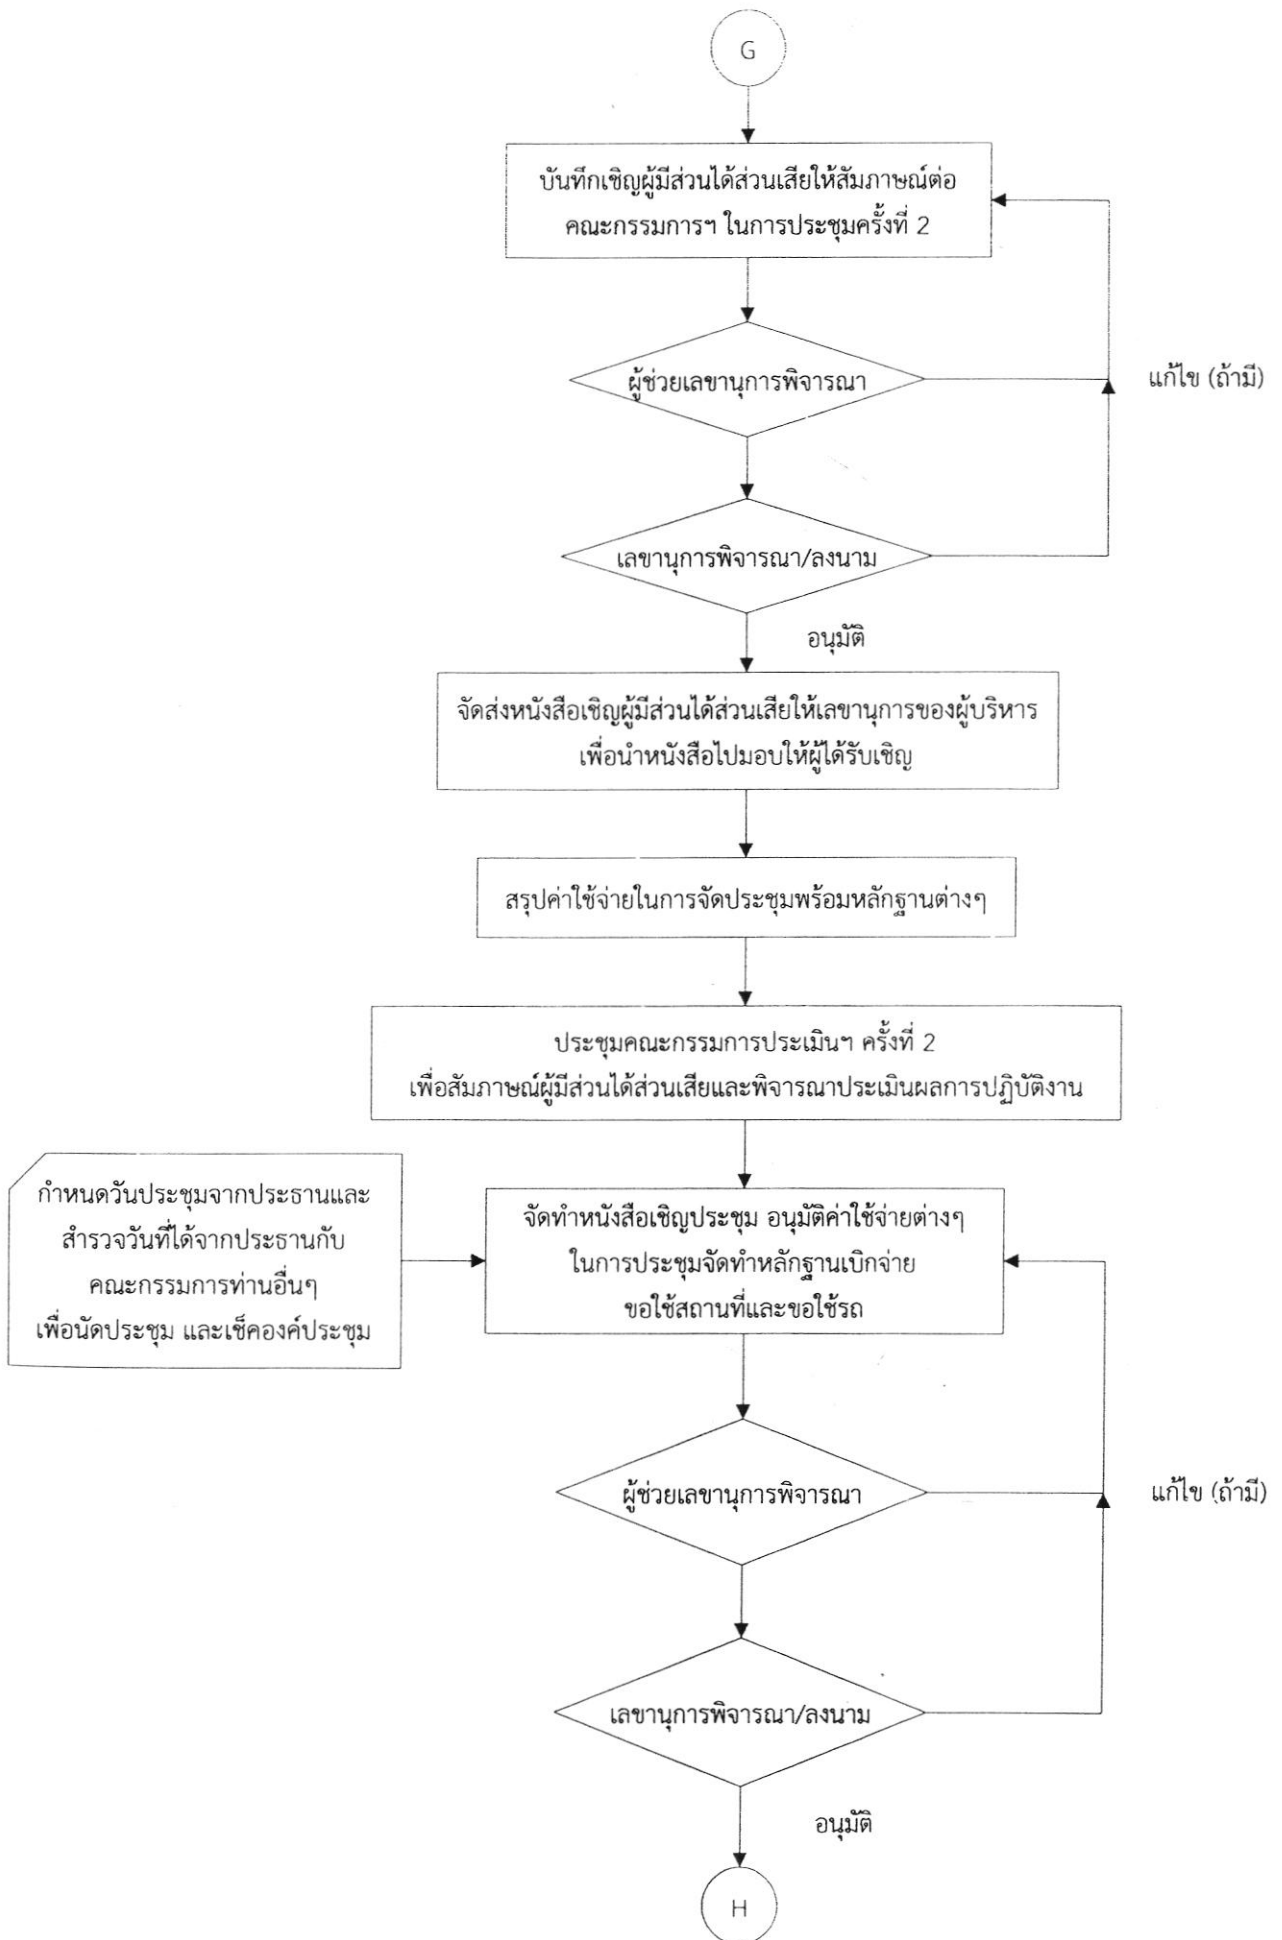 G
บันทึกเชิญผู้มีส่วนได้ส่วนเสียให้สัมภาษณ์ต่อ
คณะกรรมการฯ ในการประชุมครั้งที่ 2
ผู้ช่วยเลขานุการพิจารณา
แก้ไข (ถ้ามี)
เลขานุการพิจารณา/ลงนาม
อนุมัติ
จัดส่งหนังสือเชิญผู้มีส่วนได้ส่วนเสียให้เลขานุการของผู้บริหาร
เพื่อนำหนังสือไปมอบให้ผู้ได้รับเชิญ
สรุปค่าใช้จ่ายในการจัดประชุมพร้อมหลักฐานต่างๆ
ประชุมคณะกรรมการประเมินฯ ครั้งที่ 2
เพื่อสัมภาษณ์ผู้มีส่วนได้ส่วนเสียและพิจารณาประเมินผลการปฏิบัติงาน
กำหนดวันประชุมจากประธานและ
สำรวจวันที่ได้จากประธานกับ
คณะกรรมการท่านอื่นๆ
เพื่อนัดประชุม และเช็คองค์ประชุม
จัดทำหนังสือเชิญประชุม อนุมัติค่าใช้จ่ายต่างๆ
ในการประชุมจัดทำหลักฐานเบิกจ่าย
ขอใช้สถานที่และขอใช้รถ
ผู้ช่วยเลขานุการพิจารณา
แก้ไข (ถ้ามี)
เลขานุการพิจารณา/ลงนาม
อนุมัติ
H